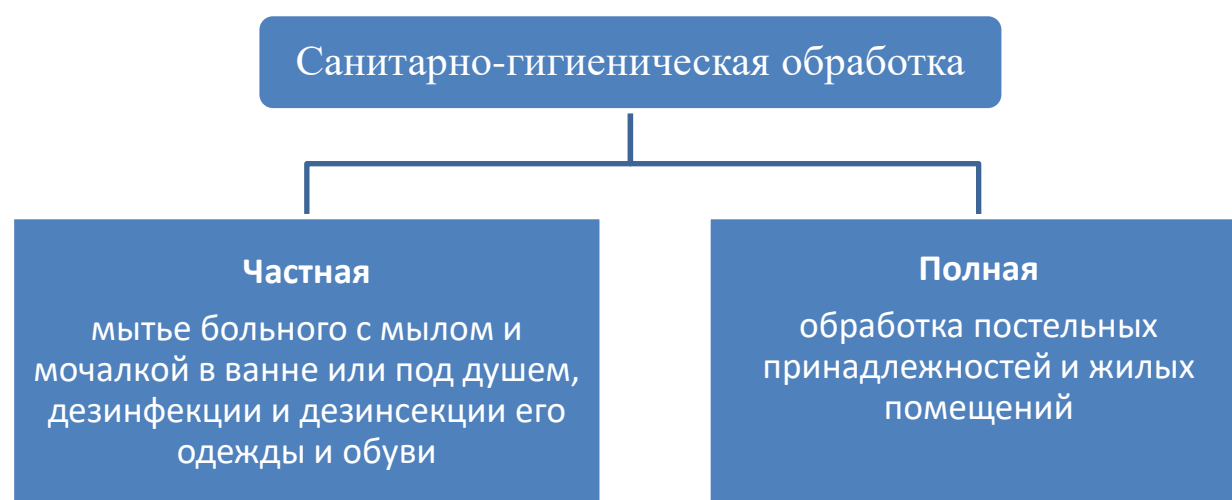 Санитарно-гигиеническая обработка
Частная
мытье больного с мылом и
мочалкой в ванне или под душем,
дезинфекции и дезинсекции его
одежды и обуви
Полная
обработка постельных
принадлежностей и жилых
помещений